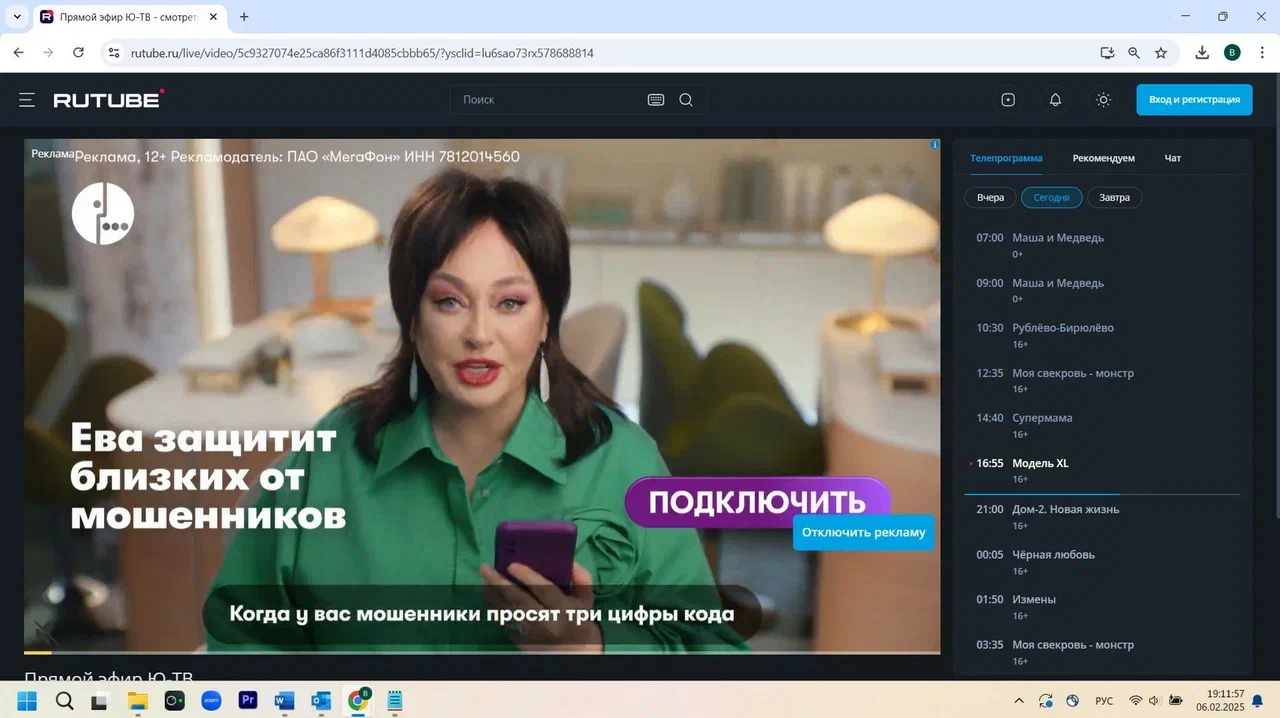 Прямой эфир Ю-ТВ - смотреть
rutube.ru/live/video/5c9327074e25ca86f3111d4085cbbb65/?ysclid=lu6sao73rx578688814
B
RUTUBE
Поиск
Вход и регистрация
Реклама
Реклама, 12+ Рекламодатель: ПАО «МегаФон» ИНН 7812014560
Ева защитит
близких от
мошенников
ПОДКЛЮЧИТЬ
Отключить рекламу
Когда у вас мошенники просят три цифры кода
Прямой эфир Ю-ТВ
Телепрограмма Рекомендуем Чат
Вчера Сегодня Завтра
07:00 Маша и Медведь
0+
09:00 Маша и Медведь
0+
10:30 Рублёво-Бирюлёво
16+
12:35 Моя свекровь - монстр
16+
14:40 Супермама
16+
16:55 Модель XL
16+
21:00 Дом-2. Новая жизнь
16+
00:05 Чёрная любовь
16+
01:50 Измены
16+
03:35 Моя свекровь - монстр
16+
zoom Pr W B РУС 19:11:57
06.02.2025